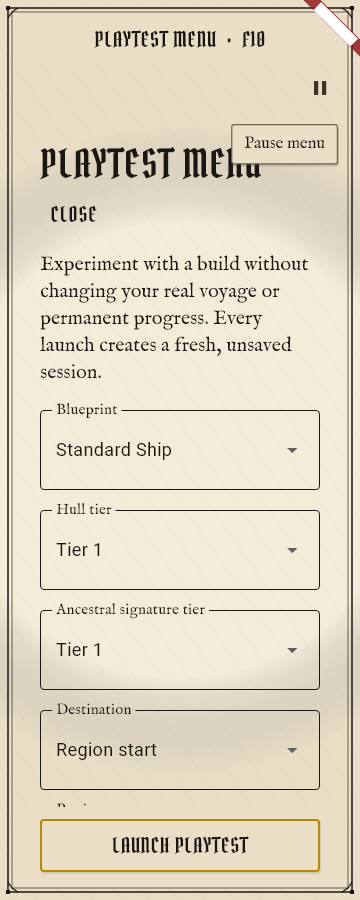 PLAYTEST MENU · F10
Pause menu
PLAYTEST MENU
CLOSE
Experiment with a build without
changing your real voyage or
permanent progress. Every
launch creates a fresh, unsaved
session.
Blueprint
Standard Ship
Hull tier
Tier 1
Ancestral signature tier
Tier 1
Destination
Region start
LAUNCH PLAYTEST